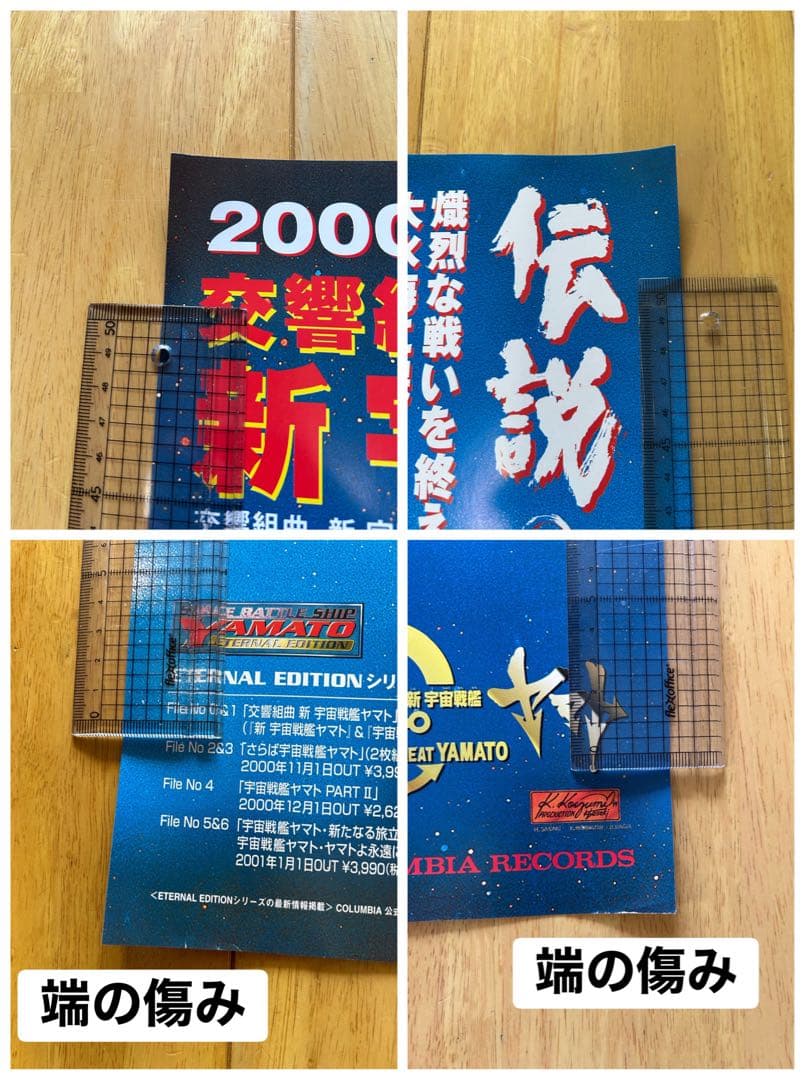 2000
交響組
新 宇
交響組曲 新 宇
伝説
熾烈な戦いを終え
SPACE BATTLE SHIP
YAMATO
ETERNAL EDITION
ETERNAL EDITIONシリ
File No 0&1「交響組曲 新 宇宙戦艦ヤマト」
(「新 宇宙戦艦ヤマト」&「宇宙
File No 2&3「さらば宇宙戦艦ヤマト」(2枚組
2000年11月1日OUT ¥3,99
File No 4 「宇宙戦艦ヤマト PART II」
2000年12月1日OUT ¥2,62
File No 5&6「宇宙戦艦ヤマト・新たなる旅立
宇宙戦艦ヤマト・ヤマトよ永遠に
2001年1月1日OUT ¥3,990(税
<ETERNAL EDITIONシリーズの最新情報掲載> COLUMBIA 公式
端の傷み
新 宇宙戦艦
ヤマト
EAT YAMATO
flexoffice
MBIA RECORDS
端の傷み